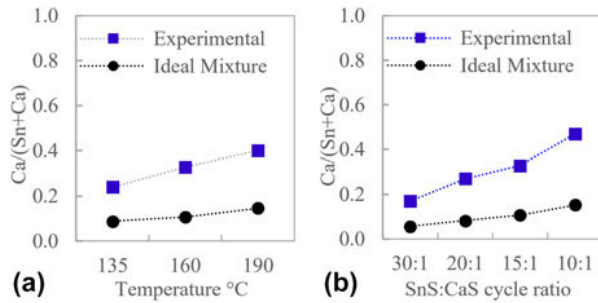 1.0
0.8
0.6
0.4
0.2
0.0
Ca/(Sn+Ca)
Experimental
Ideal Mixture
135 160 190
Temperature °C
(a)
1.0
0.8
0.6
0.4
0.2
0.0
Ca/(Sn+Ca)
Experimental
Ideal Mixture
30:1 20:1 15:1 10:1
SnS:CaS cycle ratio
(b)